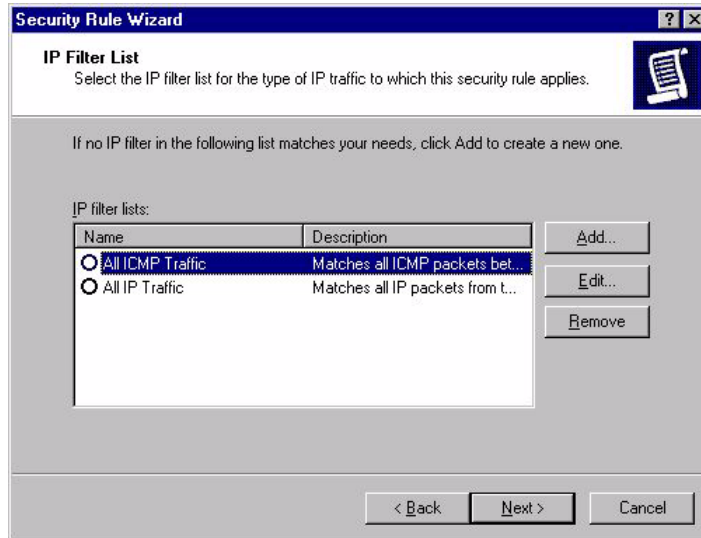 Security Rule Wizard
IP Filter List
Select the IP filter list for the type of IP traffic to which this security rule applies.
If no IP filter in the following list matches your needs, click Add to create a new one.
IP filter lists:
Name Description
All ICMP Traffic Matches all ICMP packets bet...
All IP Traffic Matches all IP packets from t...
Add...
Edit...
Remove
< Back Next > Cancel